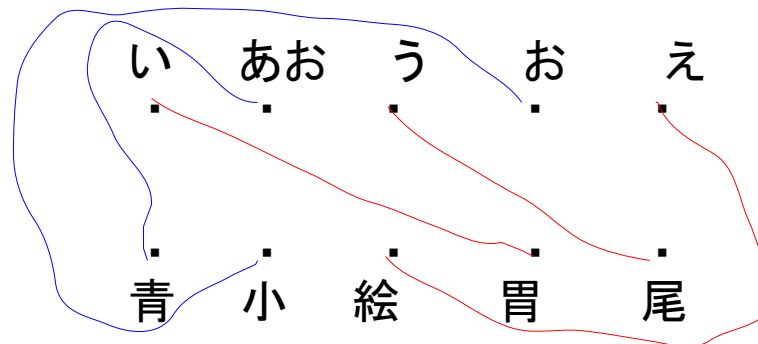 い あお う お え
青 小 絵 胃 尾